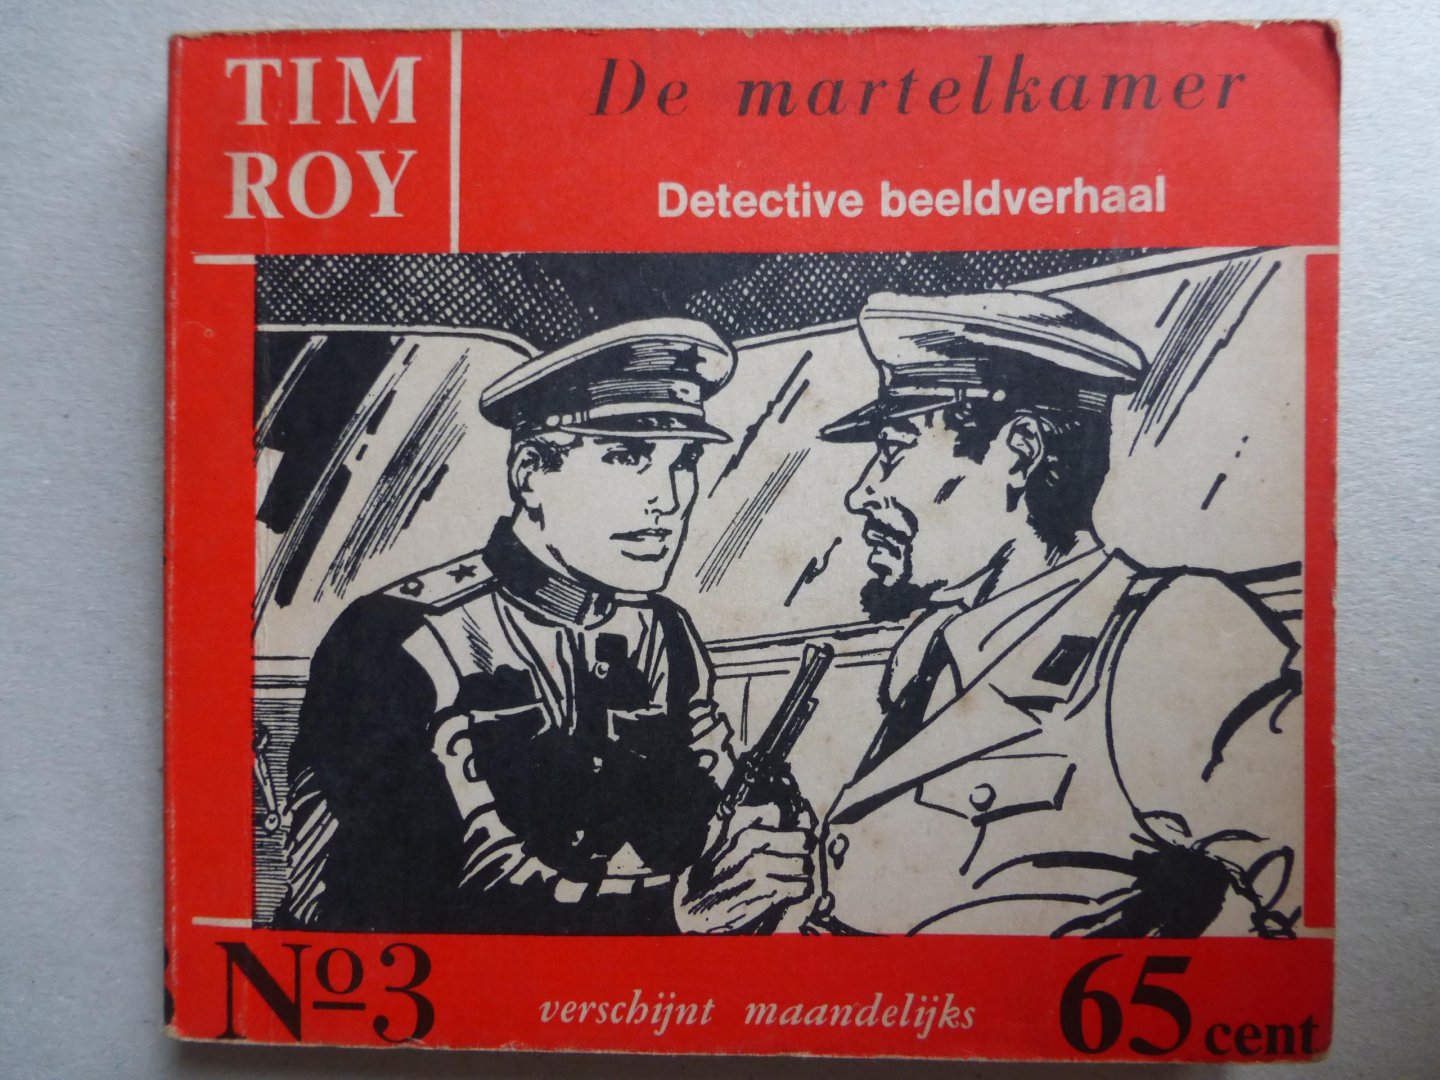 TIM
ROY
De martelkamer
Detective beeldverhaal
No3
verschijnt maandelijks
65 cent